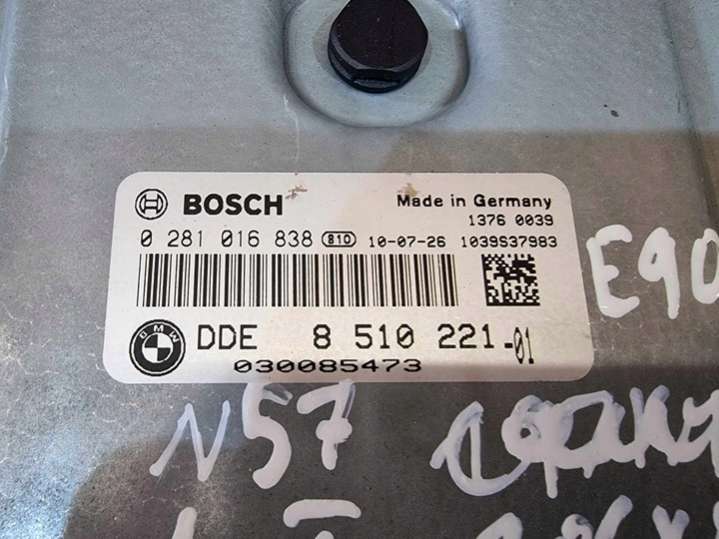 BOSCH
Made in Germany
1376 0039
0 281 016 838 810 10-07-26 1039S37983
E90
BMW
DDE 8 510 221-01
030085473
N57